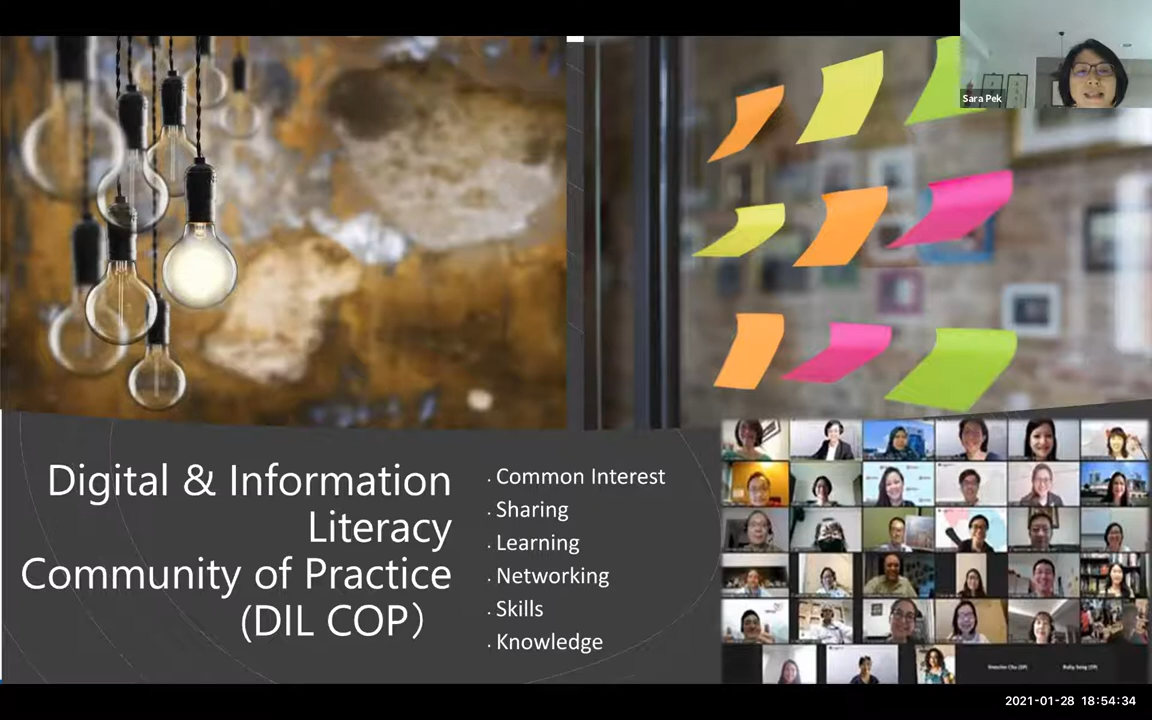 Sara Pek
Digital & Information
Literacy
Community of Practice
(DIL COP)
. Common Interest
. Sharing
. Learning
. Networking
. Skills
. Knowledge
2021-01-28 18:54:34